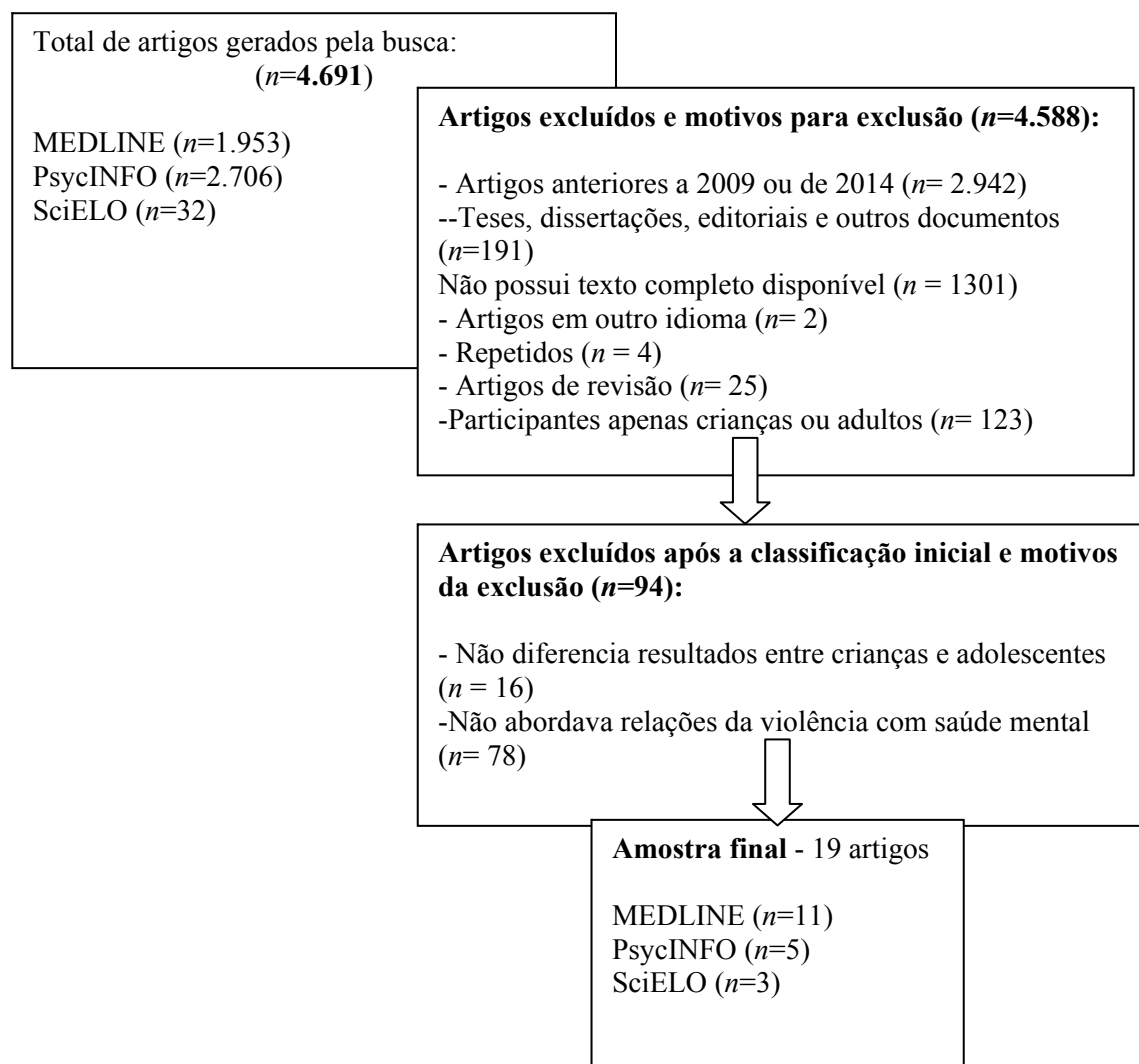 Total de artigos gerados pela busca:
(n=4.691)
MEDLINE (n=1.953)
PsycINFO (n=2.706)
SciELO (n=32)
Artigos excluídos e motivos para exclusão (n=4.588):
- Artigos anteriores a 2009 ou de 2014 (n= 2.942)
--Teses, dissertações, editoriais e outros documentos
(n=191)
Não possui texto completo disponível (n = 1301)
- Artigos em outro idioma (n= 2)
- Repetidos (n = 4)
- Artigos de revisão (n= 25)
-Participantes apenas crianças ou adultos (n= 123)
Artigos excluídos após a classificação inicial e motivos
da exclusão (n=94):
- Não diferencia resultados entre crianças e adolescentes
(n = 16)
-Não abordava relações da violência com saúde mental
(n= 78)
Amostra final - 19 artigos
MEDLINE (n=11)
PsycINFO (n=5)
SciELO (n=3)